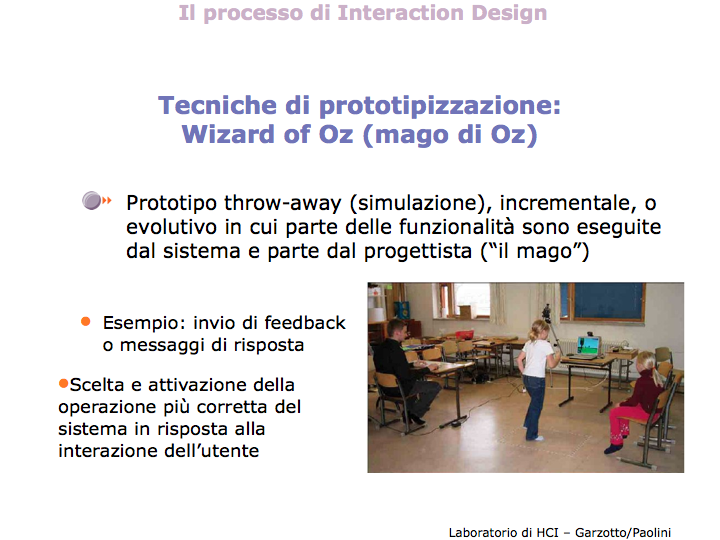 Il processo di Interaction Design
Tecniche di prototipizzazione:
Wizard of Oz (mago di Oz)
Prototipo throw-away (simulazione), incrementale, o
evolutivo in cui parte delle funzionalità sono eseguite
dal sistema e parte dal progettista (“il mago”)
Esempio: invio di feedback
o messaggi di risposta
Scelta e attivazione della
operazione più corretta del
sistema in risposta alla
interazione dell’utente
Laboratorio di HCI – Garzotto/Paolini